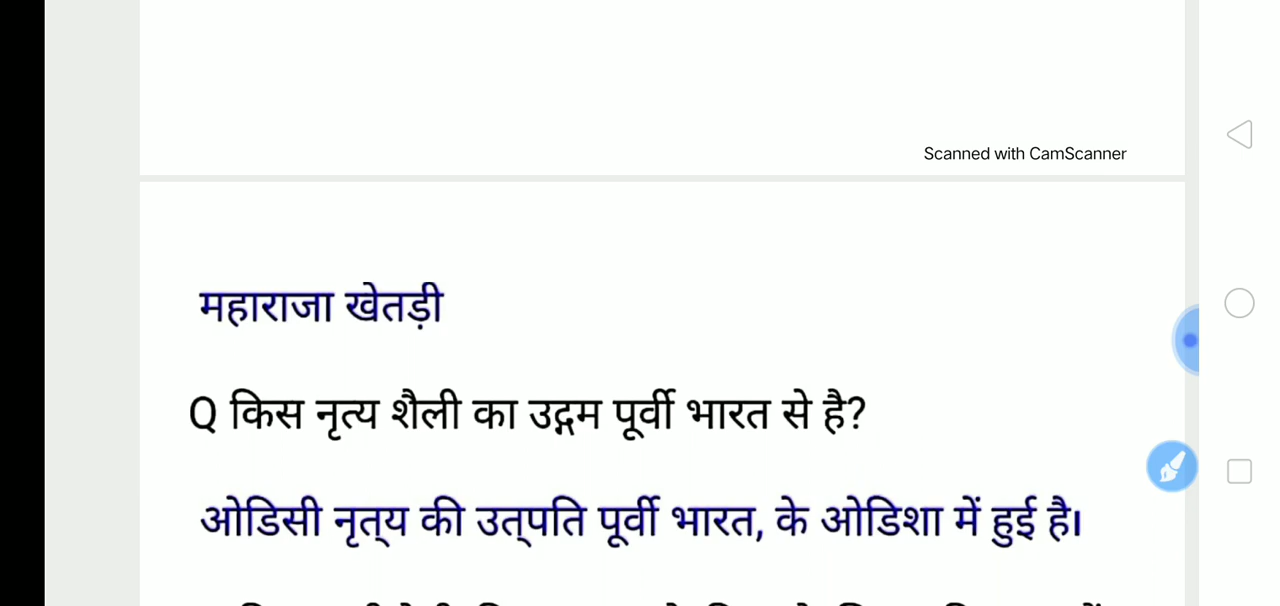 Scanned with CamScanner
महाराजा खेतड़ी
Q किस नृत्य शैली का उद्गम पूर्वी भारत से है?
ओडिसी नृत्य की उत्पति पूर्वी भारत, के ओडिशा में हुई है।